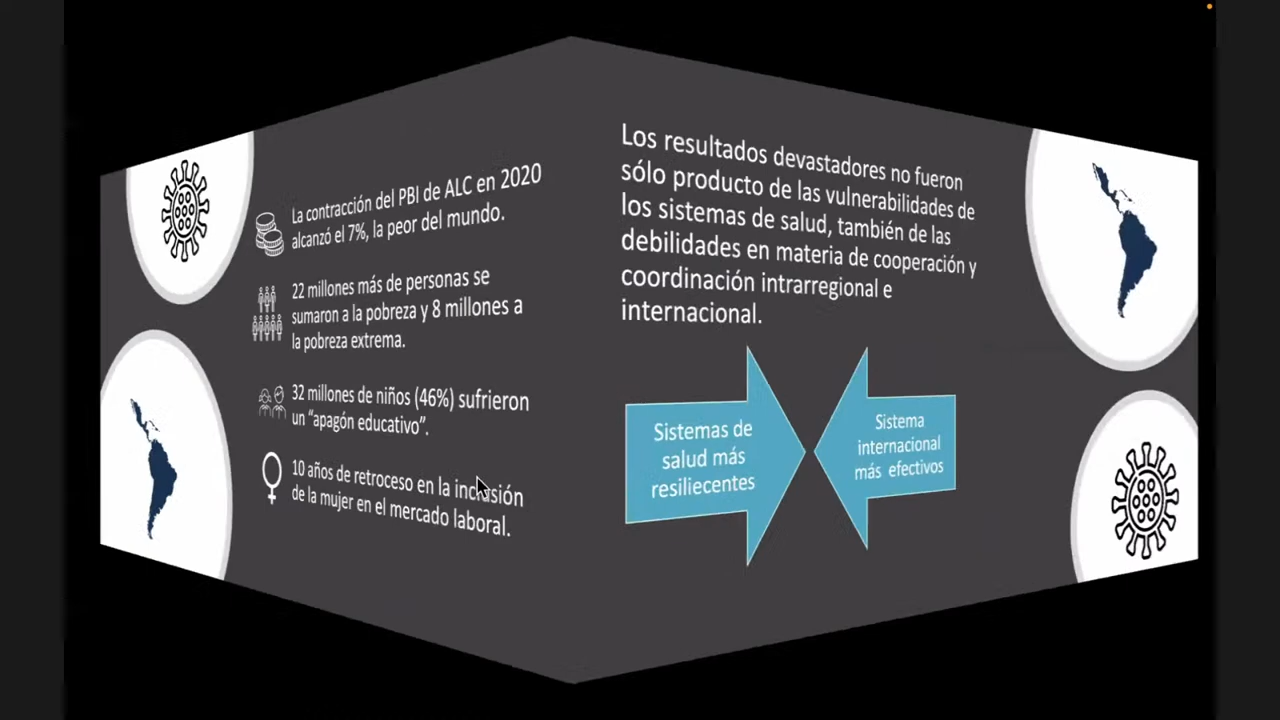 La contracción del PBI de ALC en 2020
alcanzó el 7%, la peor del mundo.
22 millones más de personas se
sumaron a la pobreza y 8 millones a
la pobreza extrema.
32 millones de niños (46%) sufrieron
un “apagón educativo”.
10 años de retroceso en la inclusión
de la mujer en el mercado laboral.
Los resultados devastadores no fueron
sólo producto de las vulnerabilidades de
los sistemas de salud, también de las
debilidades en materia de cooperación y
coordinación intrarregional e
internacional.
Sistemas de
salud más
resiliecentes
Sistema
internacional
más efectivos